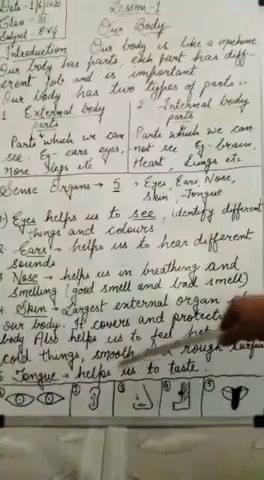 Date - 1/6/2020
Lesson - 1
Class - III
Subject - EVS
Our Body
Introduction Our body is like a machine
Our body has parts, each part has diff-
erent job and is important
Our body has two types of parts :-
1 External body parts
Parts which we can
see. Eg - ears eyes,
nose legs etc
2 Internal body parts
Parts which we can
not see Eg - brain,
Heart, Lungs etc
Sense Organs → 5 → Eyes, Ears Nose,
Skin, Tongue
1) Eyes helps us to see, identify different
things and colours
2 Ears → helps us to hear different
sounds
3 Nose → helps us in breathing and
smelling (good smell and bad smell)
4 Skin → Largest external organ
our body. It covers and protect
body Also helps us to feel hot
cold things, smooth rough
5 Tongue → helps us to taste.